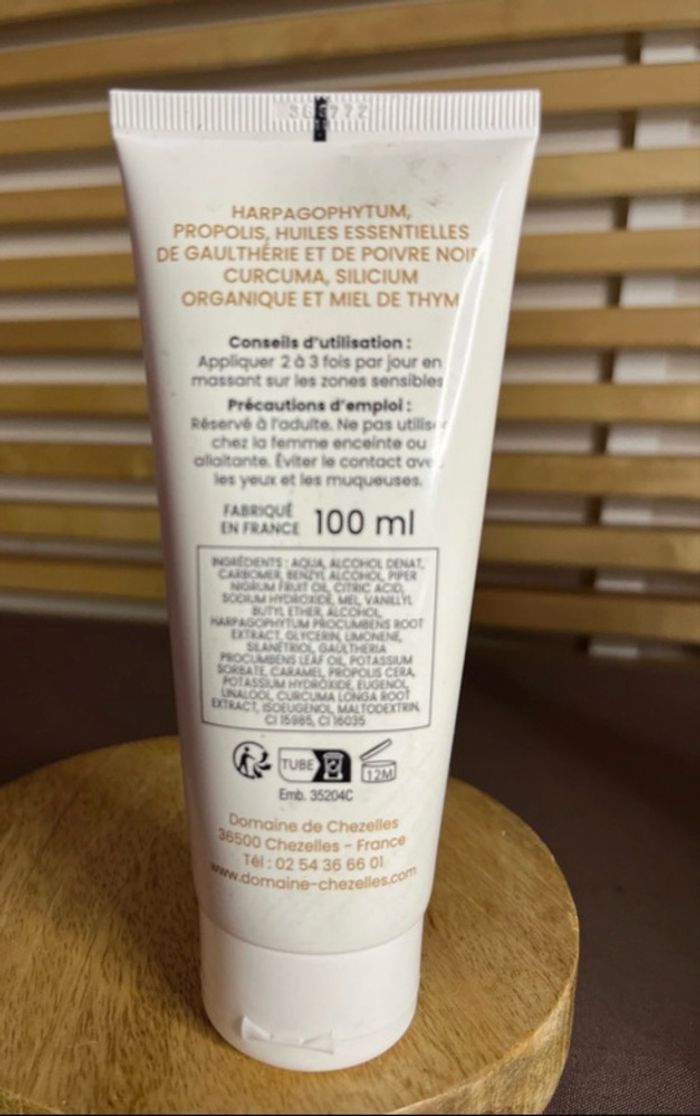 HARPAGOPHYTUM,
PROPOLIS, HUILES ESSENTIELLES
DE GAULTHÉRIE ET DE POIVRE NOIR
CURCUMA, SILICIUM
ORGANIQUE ET MIEL DE THYM
Conseils d'utilisation :
Appliquer 2 à 3 fois par jour en
massant sur les zones sensibles
Précautions d'emploi :
Réservé à l'adulte. Ne pas utiliser
chez la femme enceinte ou
allaitante. Éviter le contact avec
les yeux et les muqueuses.
FABRIQUÉ
EN FRANCE 100 ml
INGRÉDIENTS : AQUA, ALCOHOL DENAT,
CARBOMER, BENZYL ALCOHOL, PIPER
NIGRUM FRUIT OIL, CITRIC ACID,
SODIUM HYDROXIDE, MEL, VANILLYL
BUTYL ETHER, ALCOHOL,
HARPAGOPHYTUM PROCUMBENS ROOT
EXTRACT, GLYCERIN, LIMONENE,
SILANETRIOL, GAULTHERIA
PROCUMBENS LEAF OIL, POTASSIUM
SORBATE, CARAMEL, PROPOLIS CERA,
POTASSIUM HYDROXIDE, EUGENOL,
LINALOOL, CURCUMA LONGA ROOT
EXTRACT, ISOEUGENOL, MALTODEXTRIN,
CI 15985, CI 16035
TUBE 12M
Emb. 35204C
Domaine de Chezelles
36500 Chezelles - France
Tél : 02 54 36 66 01
www.domaine-chezelles.com